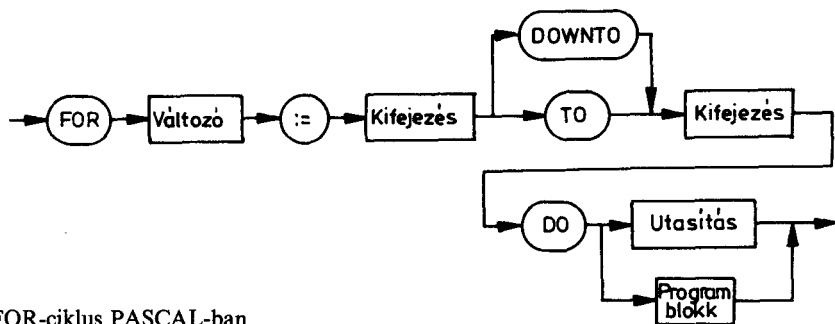 DOWNTO
FOR Változó := Kifejezés TO Kifejezés
DO Utasítás
Program
blokk
FOR-ciklus PASCAL-ban